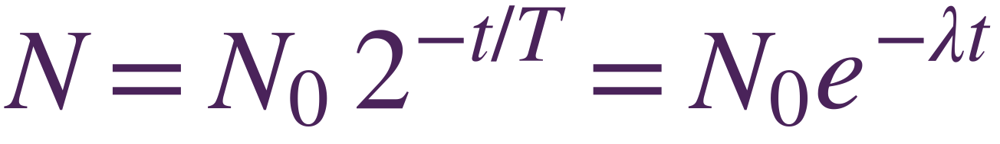 N = N₀ 2^{-t/T} = N₀e^{-λt}